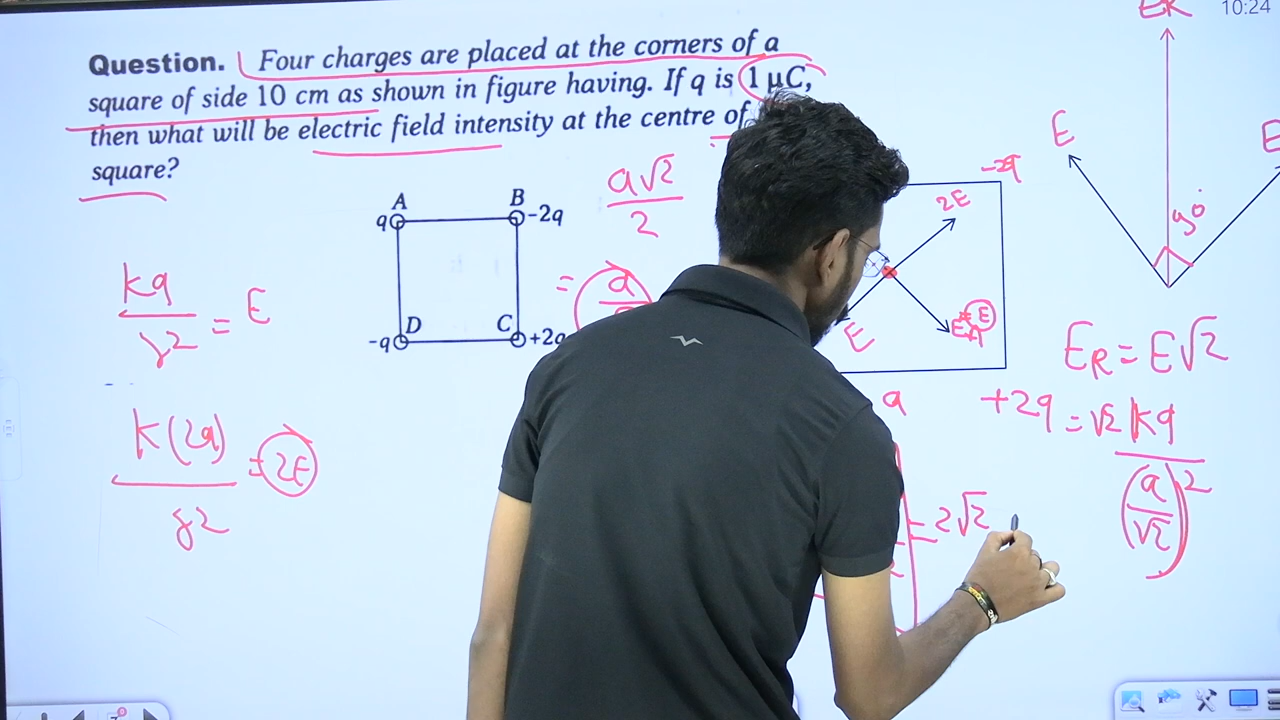 10:24
Question. Four charges are placed at the corners of a
square of side 10 cm as shown in figure having. If q is 1 μC,
then what will be electric field intensity at the centre of
square?
A
B
q
-2q
D
C
-q
+2q
kq
r2
= E
k(2q)
r2
= 2E
a√2
2
=
a
-2q
2E
E
E
a
+2q
ER
E
E
90°
ER = E√2
= √2 kq
(a
√2)2
= 2√2